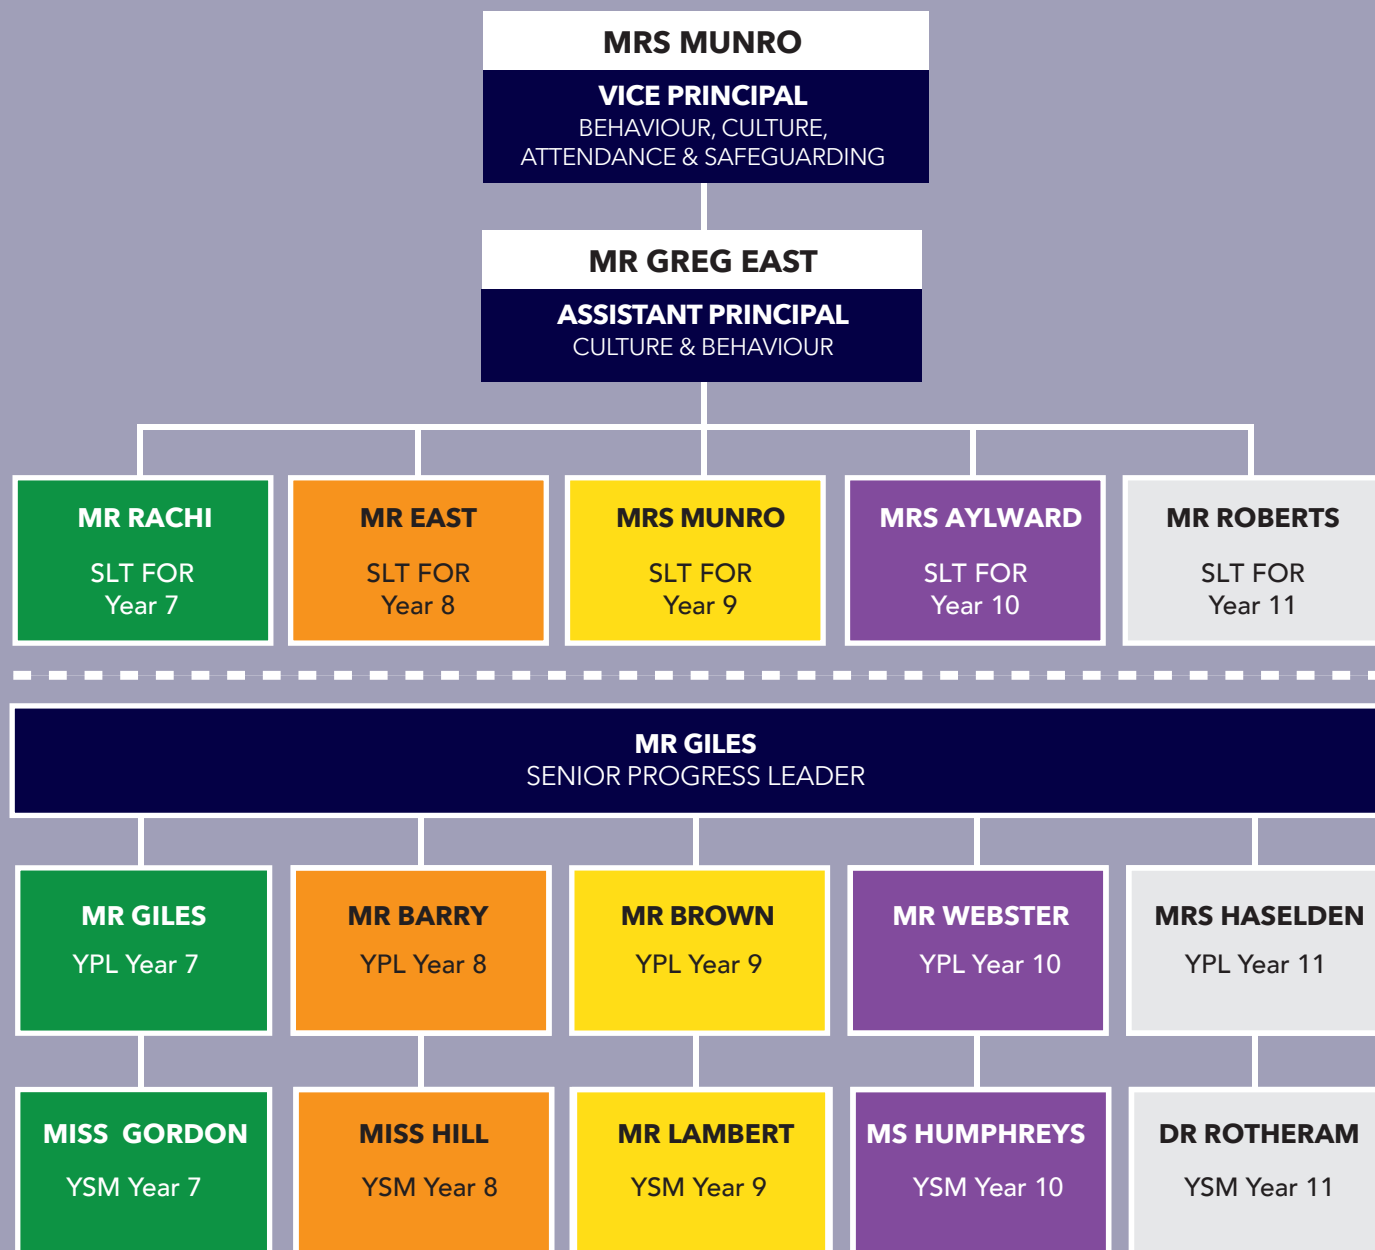 MRS MUNRO
VICE PRINCIPAL
BEHAVIOUR, CULTURE,
ATTENDANCE & SAFEGUARDING
MR GREG EAST
ASSISTANT PRINCIPAL
CULTURE & BEHAVIOUR
MR RACHI
SLT FOR
Year 7
MR EAST
SLT FOR
Year 8
MRS MUNRO
SLT FOR
Year 9
MRS AYLWARD
SLT FOR
Year 10
MR ROBERTS
SLT FOR
Year 11
MR GILES
SENIOR PROGRESS LEADER
MR GILES
YPL Year 7
MR BARRY
YPL Year 8
MR BROWN
YPL Year 9
MR WEBSTER
YPL Year 10
MRS HASELDEN
YPL Year 11
MISS GORDON
YSM Year 7
MISS HILL
YSM Year 8
MR LAMBERT
YSM Year 9
MS HUMPHREYS
YSM Year 10
DR ROTHERAM
YSM Year 11